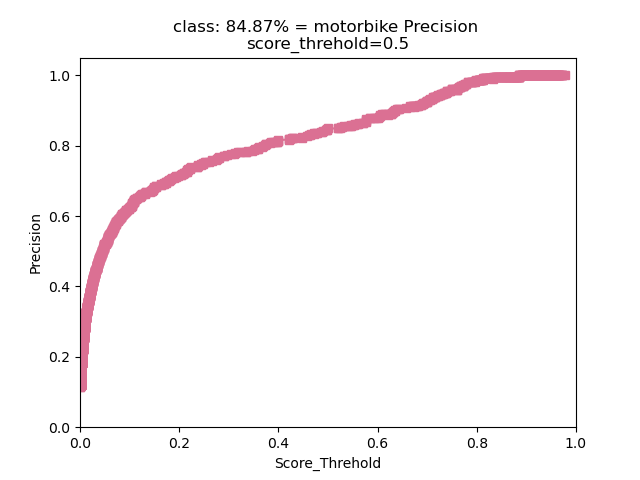 class: 84.87% = motorbike Precision
score_threhold=0.5
1.0
0.8
0.6
0.4
0.2
0.0
Precision
0.0 0.2 0.4 0.6 0.8 1.0
Score_Threhold